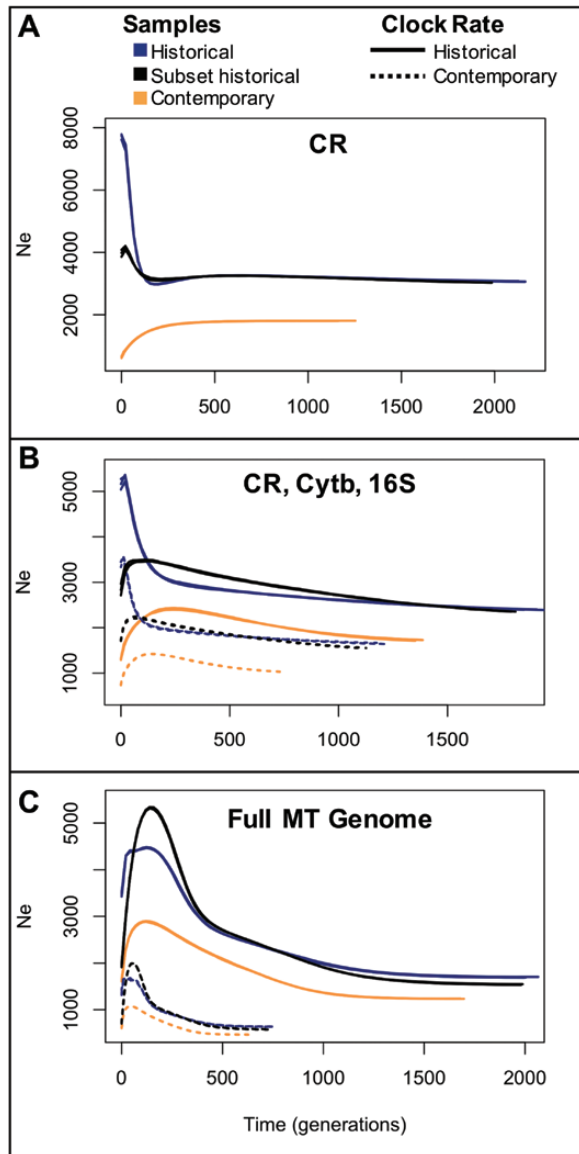 A
Samples
Clock Rate
Historical
Historical
Subset historical
Contemporary
Contemporary
CR
Ne
8000
6000
4000
2000
0
500
1000
1500
2000
B
CR, Cytb, 16S
Ne
5000
3000
1000
0
500
1000
1500
C
Full MT Genome
Ne
5000
3000
1000
0
500
1000
1500
2000
Time (generations)